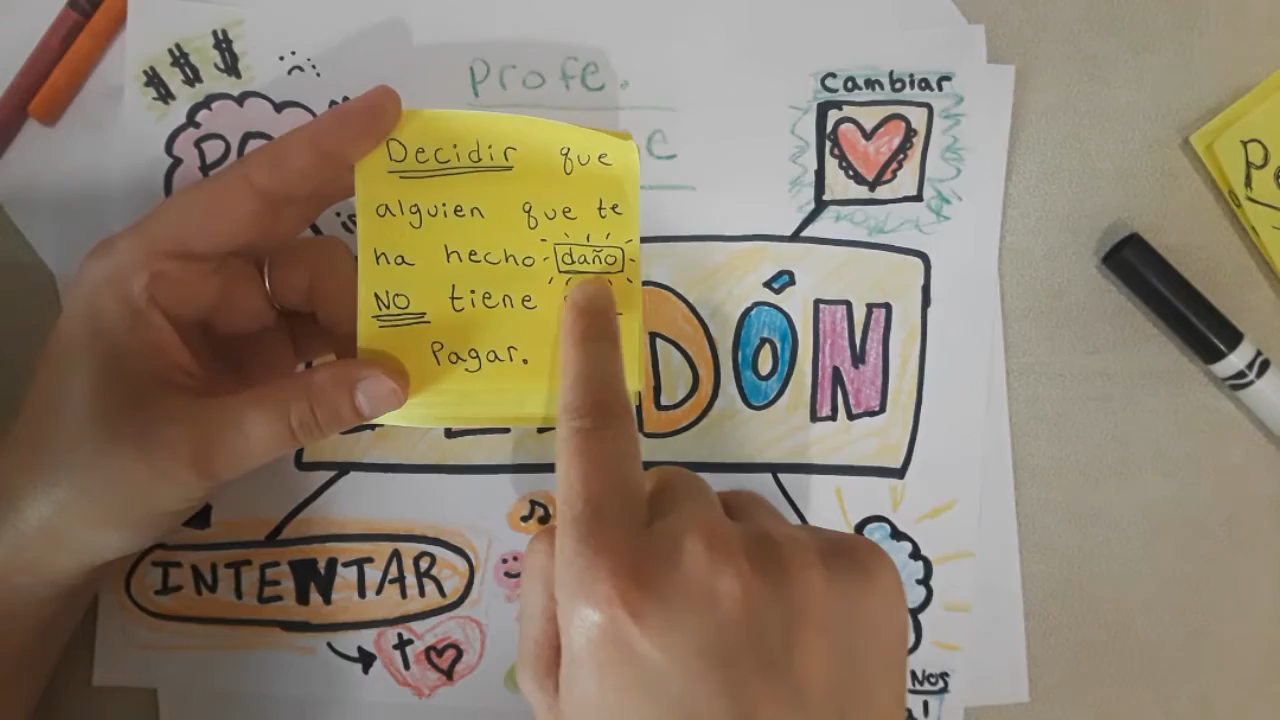 $$$
Profe.
Cambiar
Decidir que
alguien que te
ha hecho daño
NO tiene
Pagar.
DÓN
INTENTAR
Nos